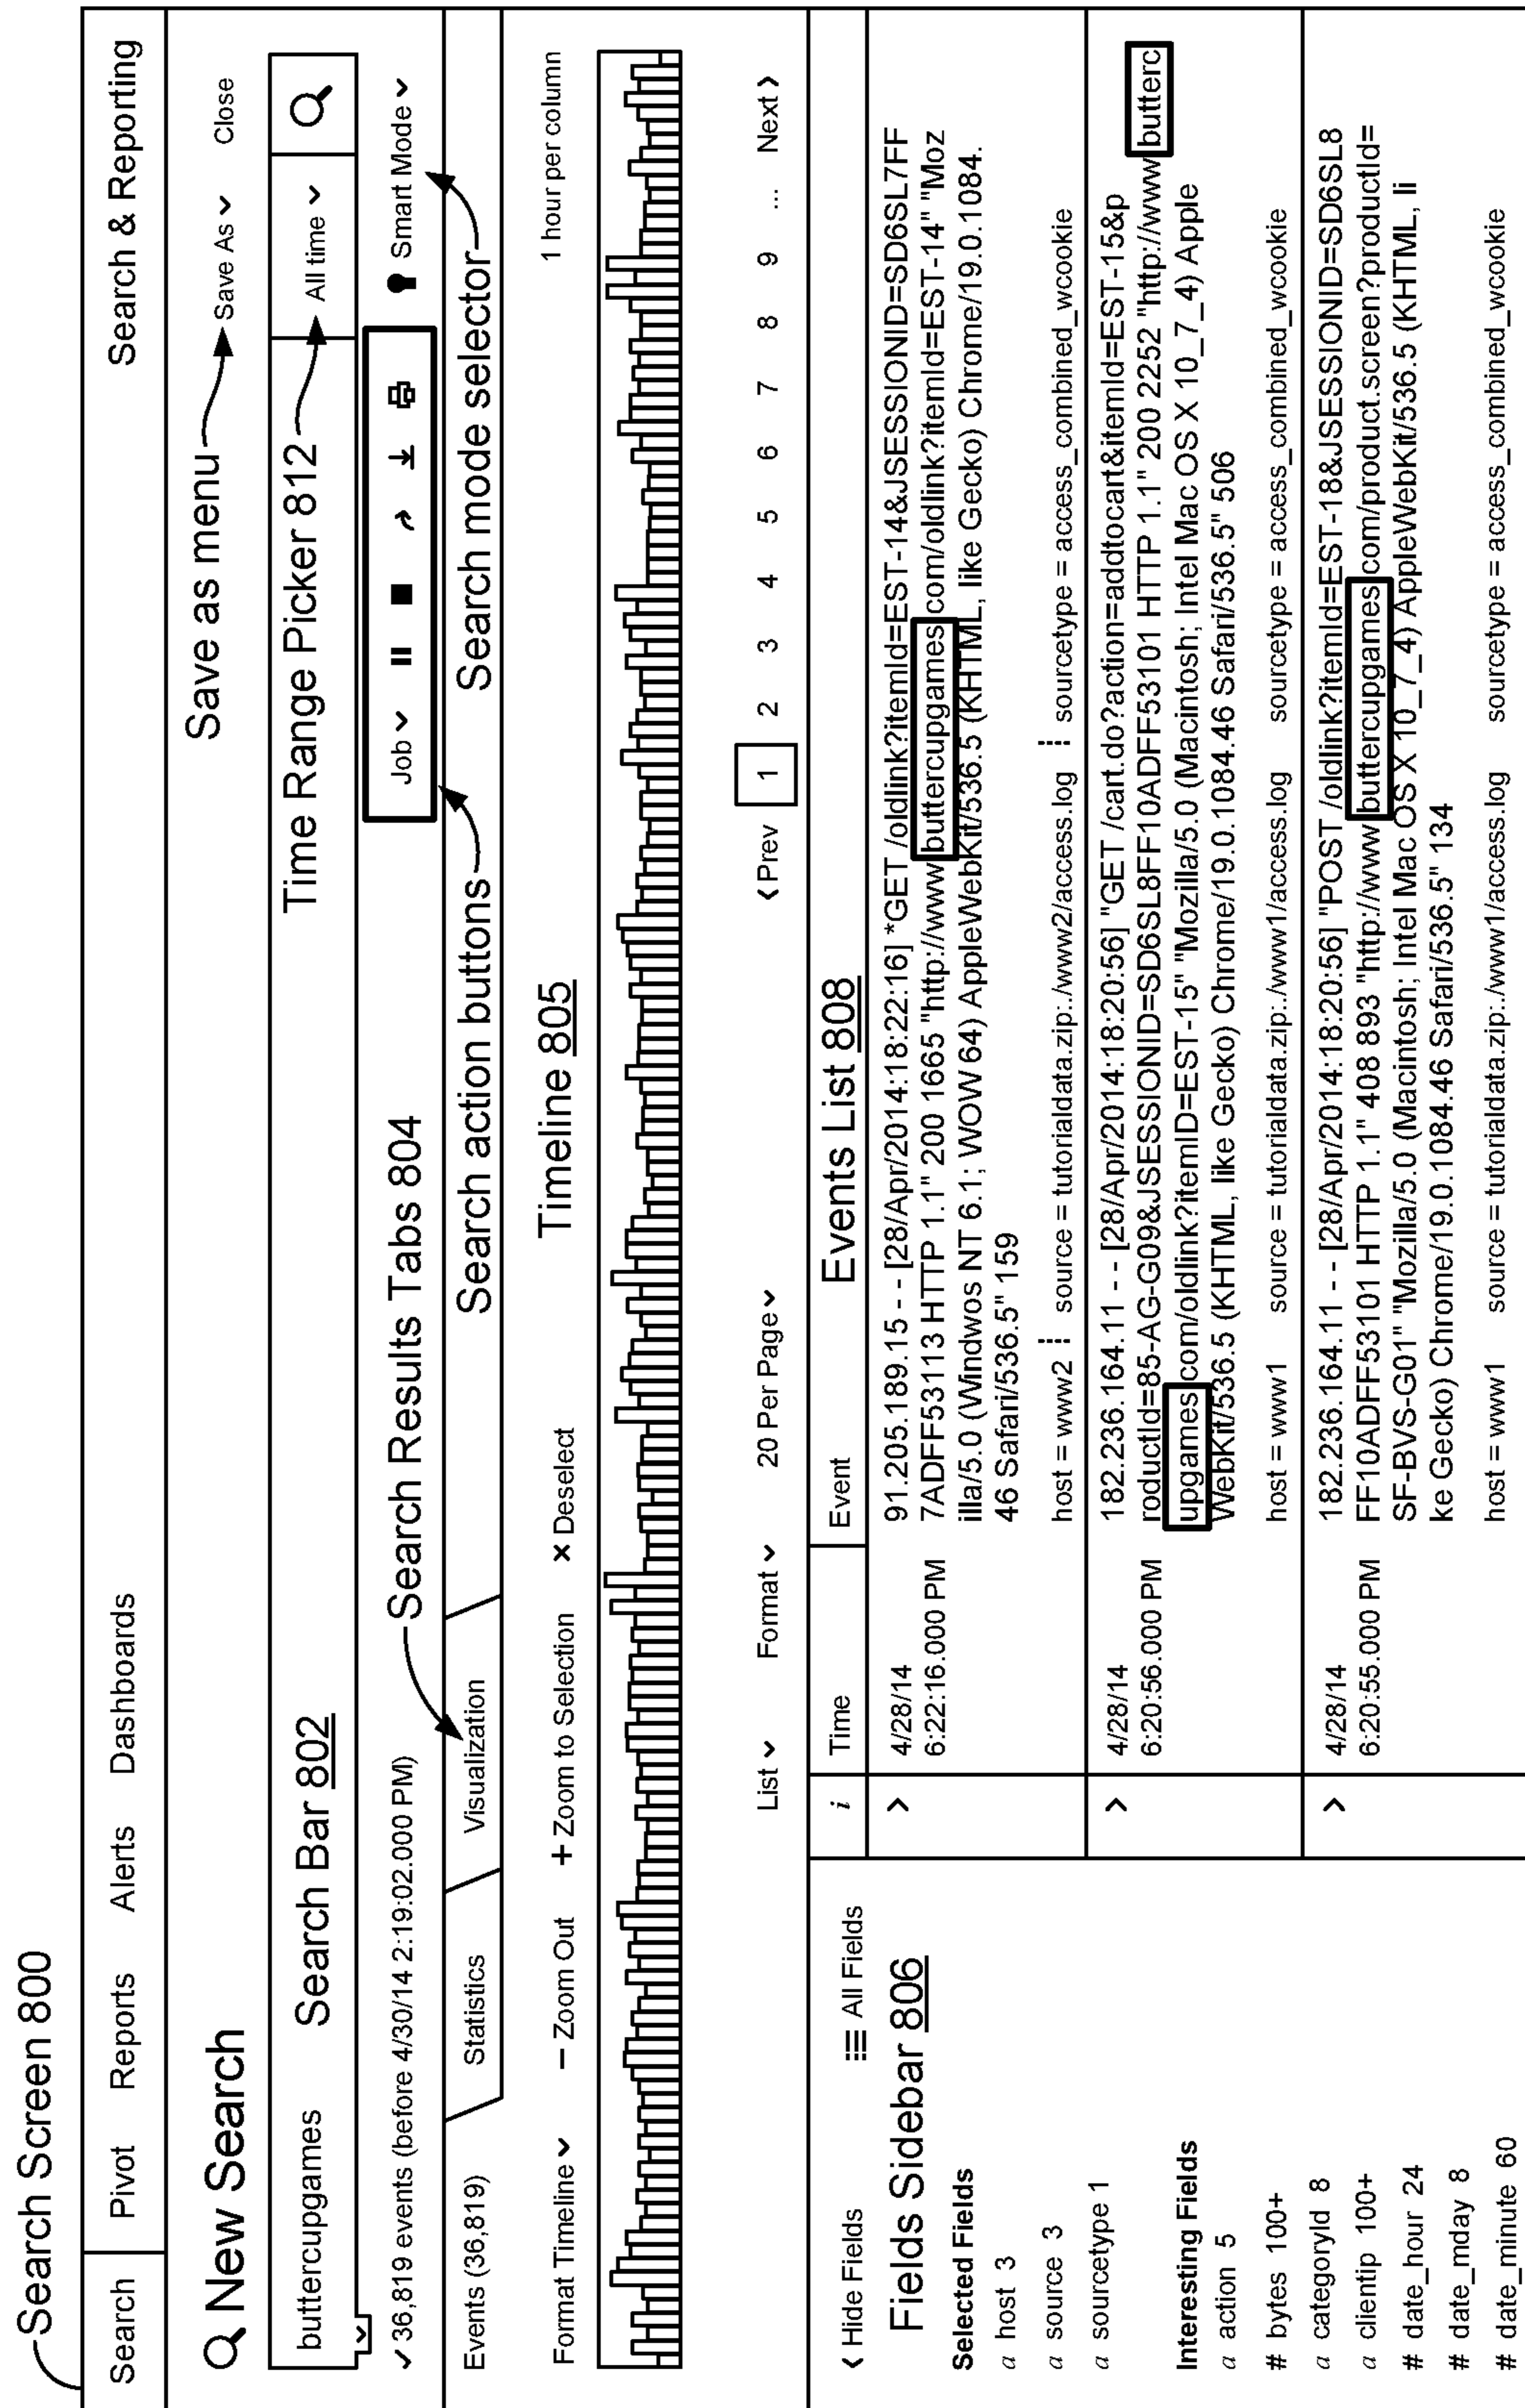 Search Screen 800
Search Pivot Reports Alerts Dashboards Search & Reporting
New Search
Save as menu
Save As Close
buttercupgames Search Bar 802 Time Range Picker 812 All time
36,819 events (before 4/30/14 2:19:02.000 PM) Search Results Tabs 804 Job Smart Mode
Events (36,819) Statistics Visualization Search action buttons Search mode selector
Format Timeline − Zoom Out + Zoom to Selection × Deselect Timeline 805 1 hour per column
List Format 20 Per Page < Prev 1 2 3 4 5 6 7 8 9 ... Next >
< Hide Fields All Fields
Fields Sidebar 806
Selected Fields
a host 3
a source 3
a sourcetype 1
Interesting Fields
a action 5
# bytes 100+
a categoryId 8
a clientip 100+
# date_hour 24
# date_mday 8
# date_minute 60
i Time Event Events List 808
> 4/28/14
6:22:16.000 PM
91.205.189.15 - - [28/Apr/2014:18:22:16] *GET /oldlink?itemId=EST-14&JSESSIONID=SD6SL7FF
7ADFF53113 HTTP 1.1" 200 1665 "http://www buttercupgames com/oldlink?itemId=EST-14" "Moz
illa/5.0 (Windwos NT 6.1; WOW 64) AppleWebKit/536.5 (KHTML, like Gecko) Chrome/19.0.1084.
46 Safari/536.5" 159
host = www2 source = tutorialdata.zip:./www2/access.log sourcetype = access_combined_wcookie
> 4/28/14
6:20:56.000 PM
182.236.164.11 - - [28/Apr/2014:18:20:56] "GET /cart.do?action=addtocart&itemId=EST-15&p
roductId=85-AG-G09&JSESSIONID=SD6SL8FF10ADFF53101 HTTP 1.1" 200 2252 "http://www butterc
upgames com/oldlink?itemID=EST-15" "Mozilla/5.0 (Macintosh; Intel Mac OS X 10_7_4) Apple
WebKit/536.5 (KHTML, like Gecko) Chrome/19.0.1084.46 Safari/536.5" 506
host = www1 source = tutorialdata.zip:./www1/access.log sourcetype = access_combined_wcookie
> 4/28/14
6:20:55.000 PM
182.236.164.11 - - [28/Apr/2014:18:20:56] "POST /oldlink?itemId=EST-18&JSESSIONID=SD6SL8
FF10ADFF53101 HTTP 1.1" 408 893 "http://www buttercupgames com/product.screen?productId=
SF-BVS-G01" "Mozilla/5.0 (Macintosh; Intel Mac OS X 10_7_4) AppleWebKit/536.5 (KHTML, li
ke Gecko) Chrome/19.0.1084.46 Safari/536.5" 134
host = www1 source = tutorialdata.zip:./www1/access.log sourcetype = access_combined_wcookie